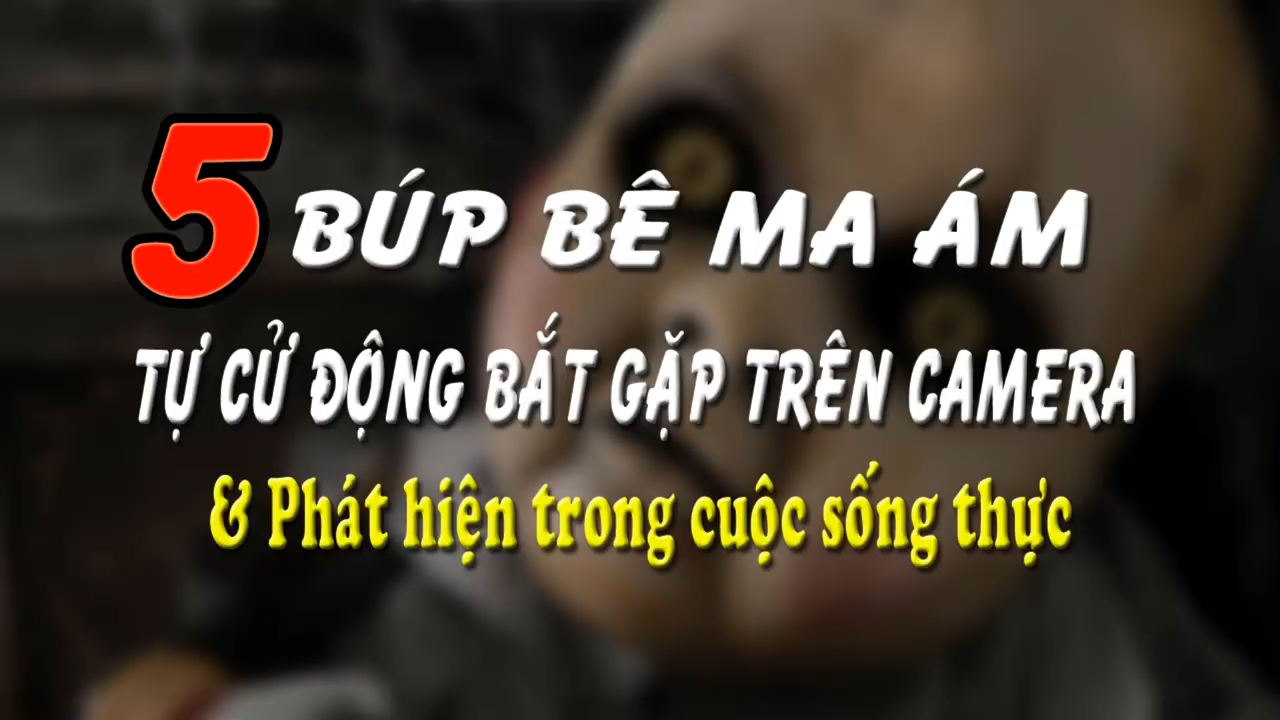 5 BÚP BÊ MA ÁM
TỰ CỬ ĐỘNG BẮT GẶP TRÊN CAMERA
& Phát hiện trong cuộc sống thực